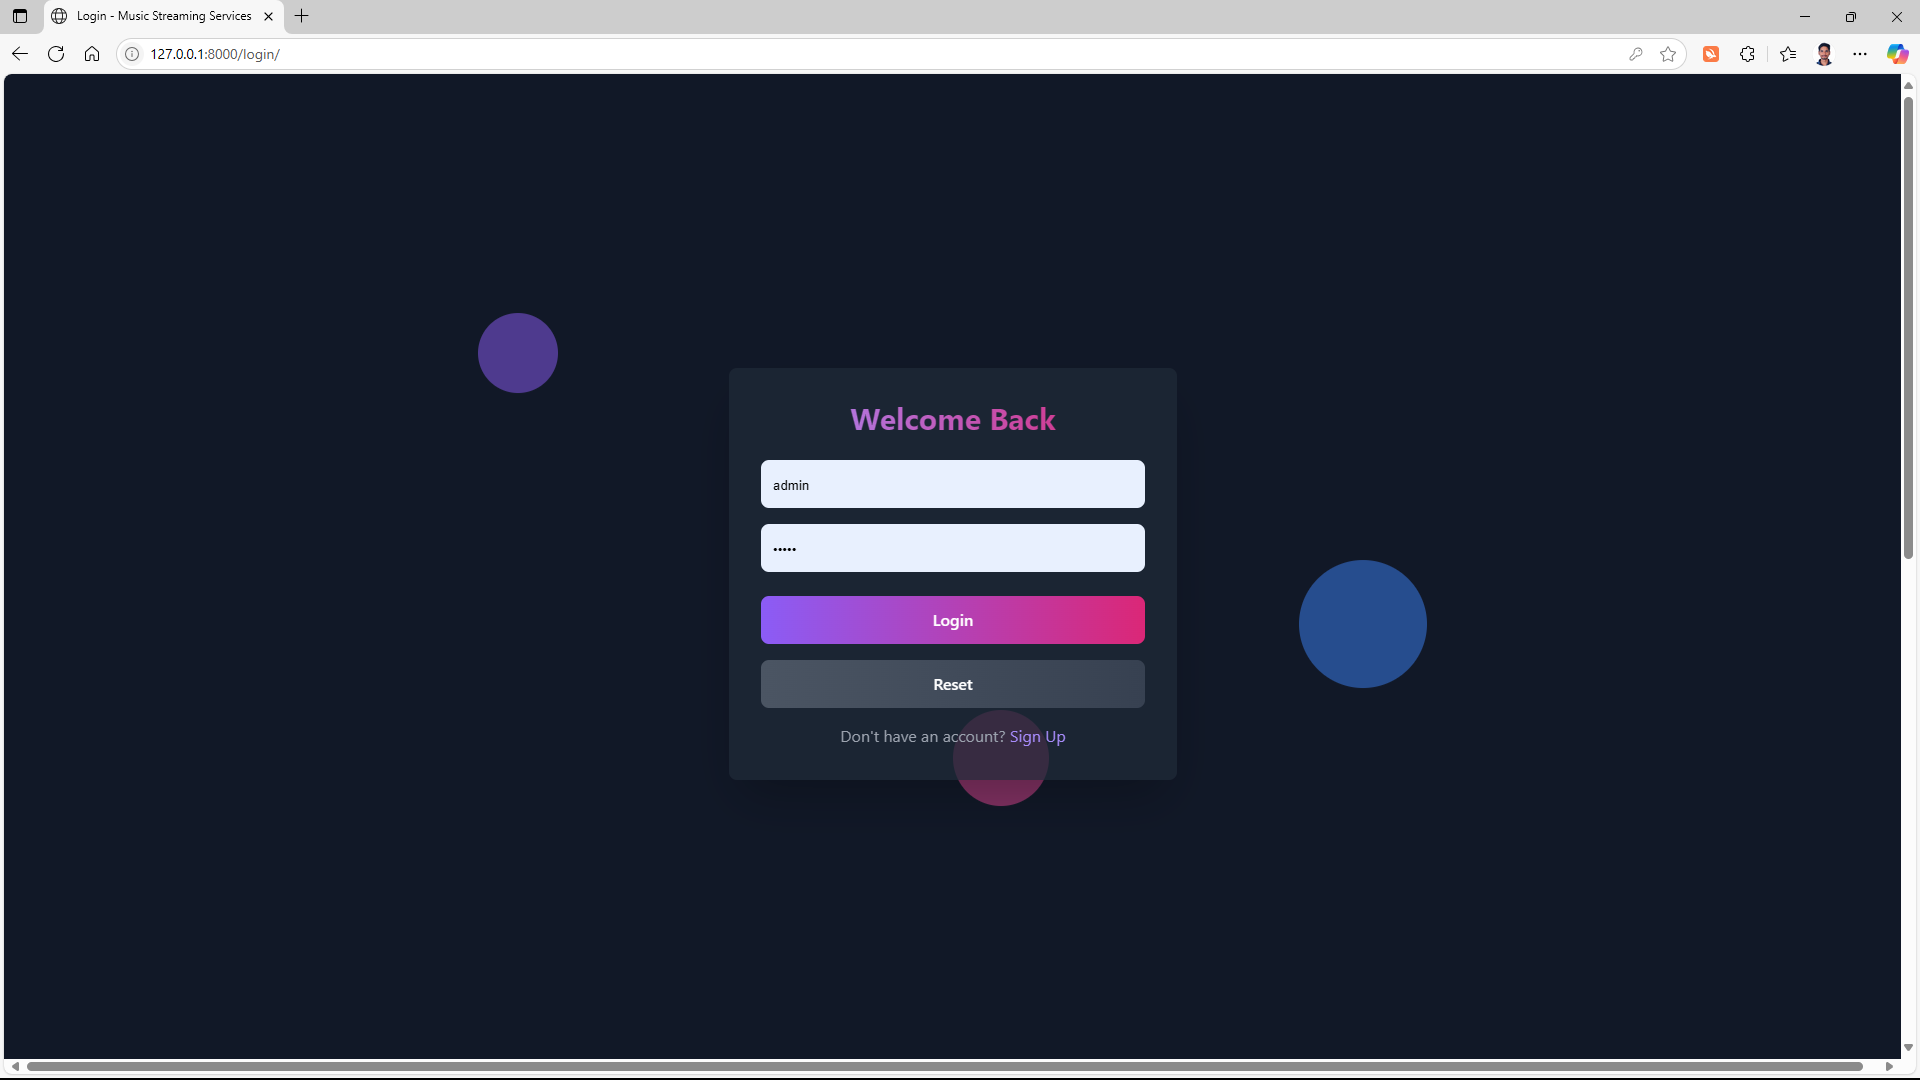 Login - Music Streaming Services
127.0.0.1:8000/login/
Welcome Back
admin
•••••
Login
Reset
Don't have an account? Sign Up